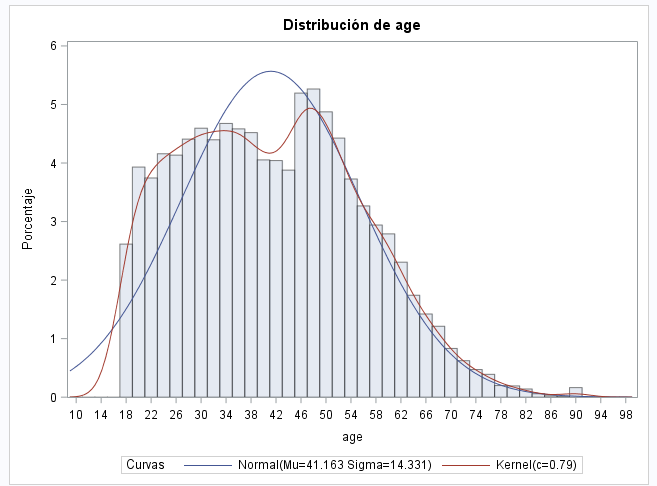 Distribución de age
6
5
4
3
2
1
0
Porcentaje
10 14 18 22 26 30 34 38 42 46 50 54 58 62 66 70 74 78 82 86 90 94 98
age
Curvas Normal(Mu=41.163 Sigma=14.331) Kernel(c=0.79)